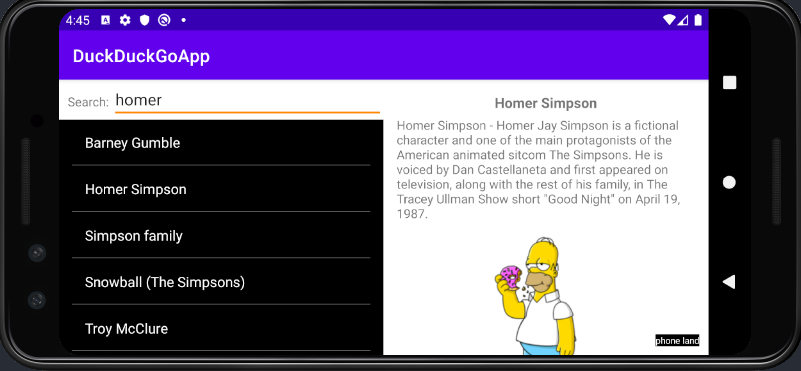 4:45
DuckDuckGoApp
Search: homer
Barney Gumble
Homer Simpson
Simpson family
Snowball (The Simpsons)
Troy McClure
Homer Simpson
Homer Simpson - Homer Jay Simpson is a fictional
character and one of the main protagonists of the
American animated sitcom The Simpsons. He is
voiced by Dan Castellaneta and first appeared on
television, along with the rest of his family, in The
Tracey Ullman Show short "Good Night" on April 19,
1987.
phone land